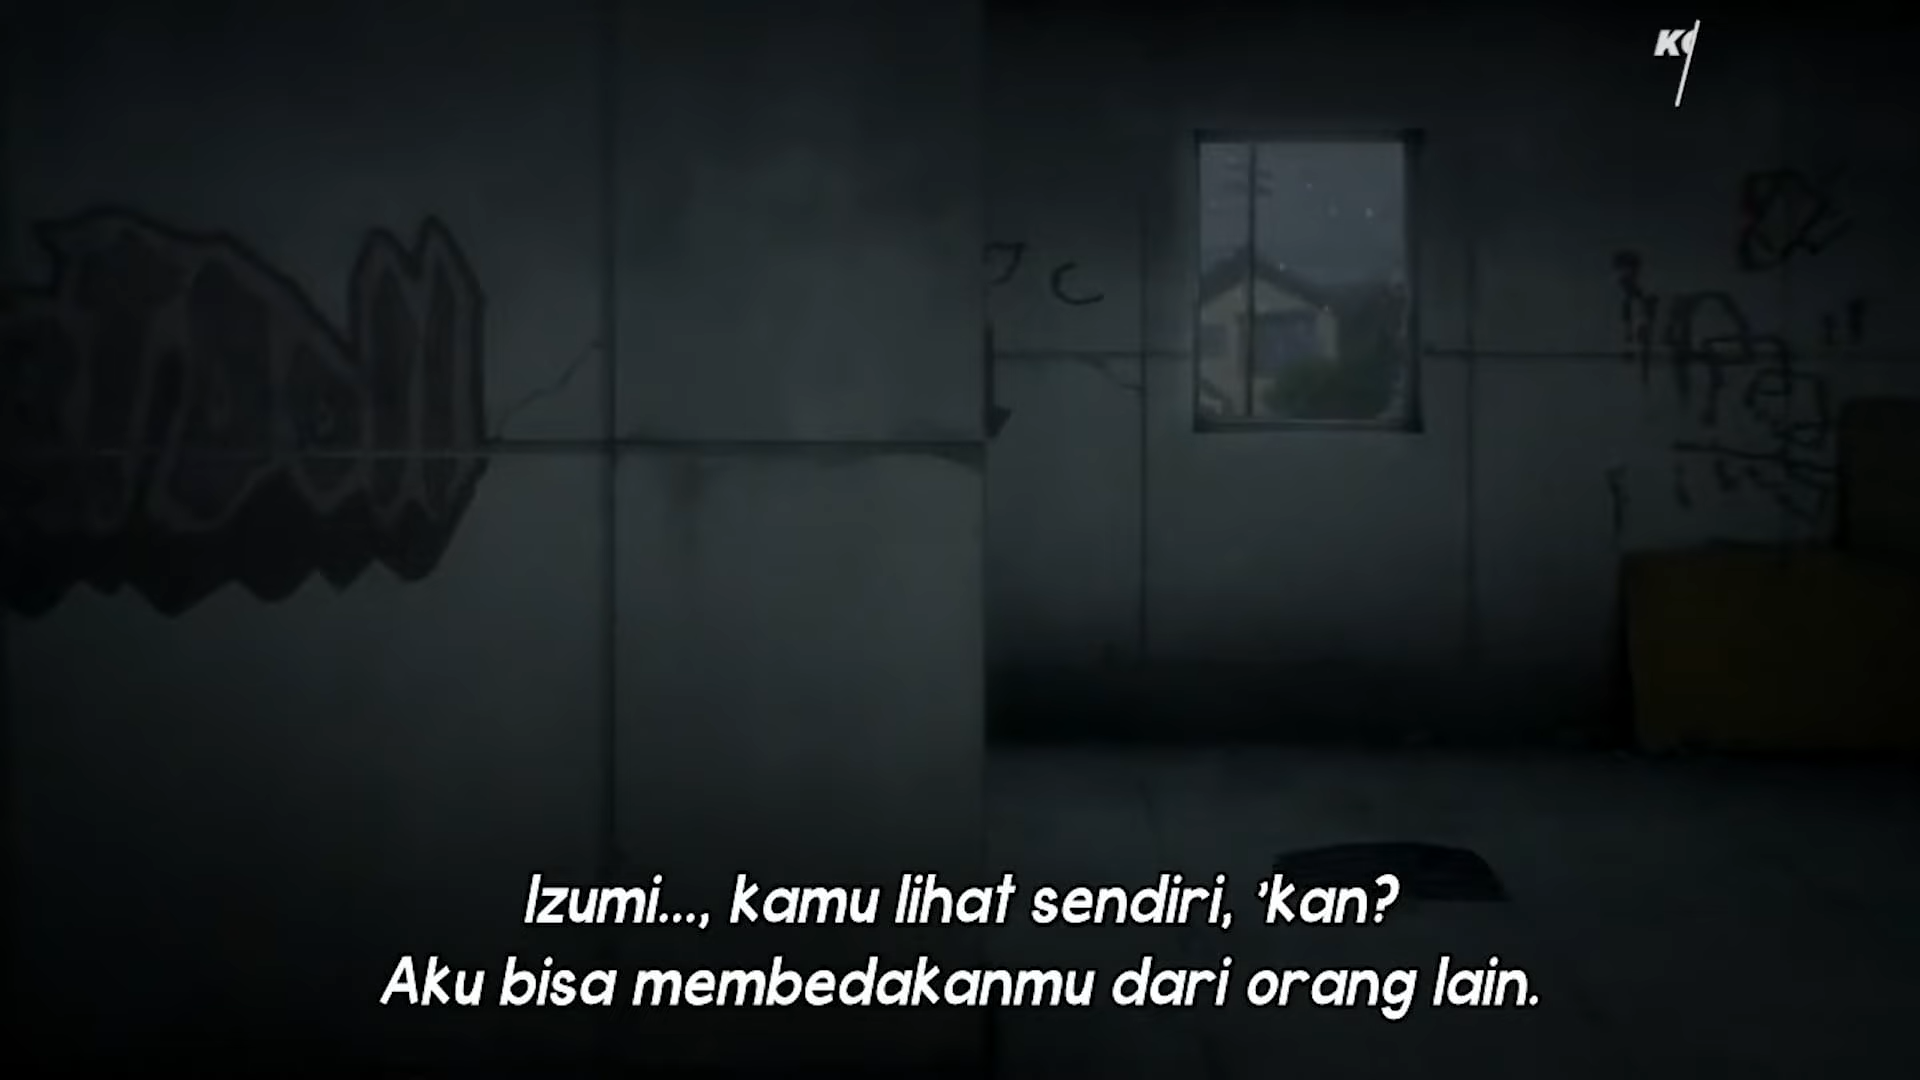 Izumi..., kamu lihat sendiri, 'kan?
Aku bisa membedakanmu dari orang lain.